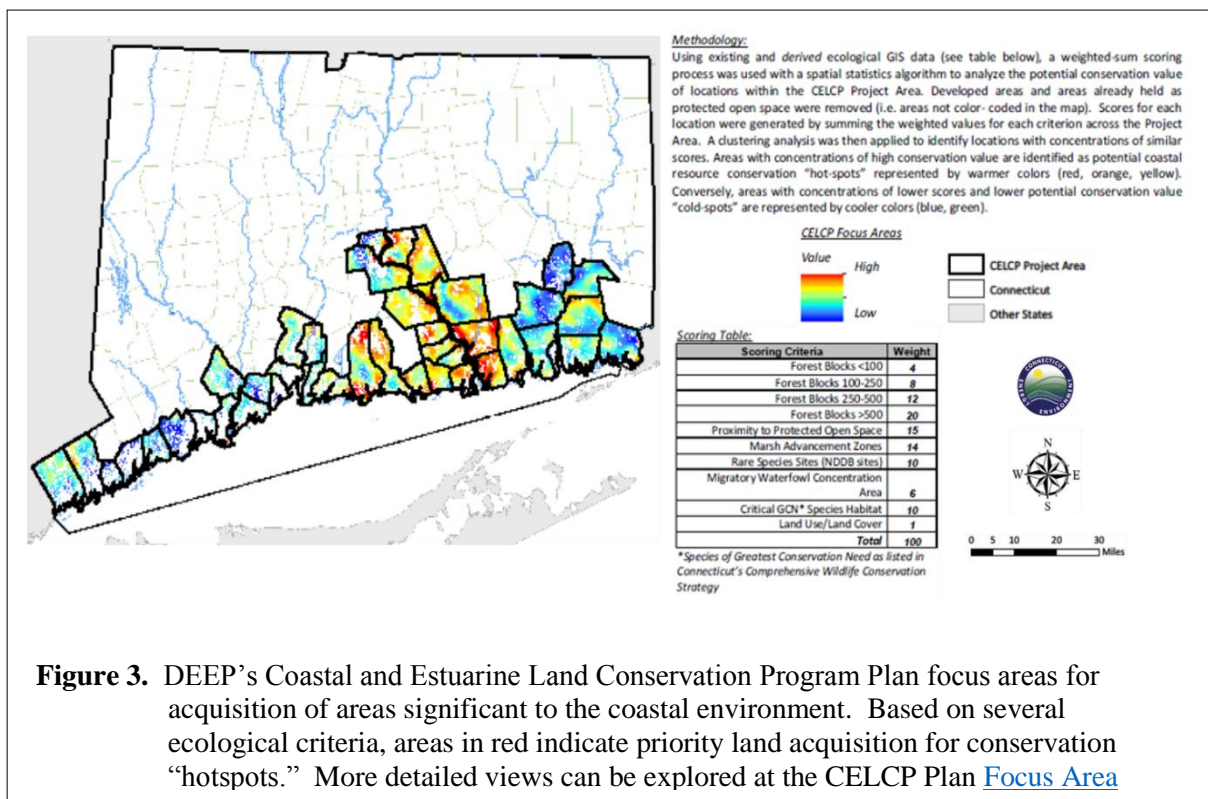 Methodology:
Using existing and derived ecological GIS data (see table below), a weighted-sum scoring
process was used with a spatial statistics algorithm to analyze the potential conservation value
of locations within the CELCP Project Area. Developed areas and areas already held as
protected open space were removed (i.e. areas not color- coded in the map). Scores for each
location were generated by summing the weighted values for each criterion across the Project
Area. A clustering analysis was then applied to identify locations with concentrations of similar
scores. Areas with concentrations of high conservation value are identified as potential coastal
resource conservation "hot-spots" represented by warmer colors (red, orange, yellow).
Conversely, areas with concentrations of lower scores and lower potential conservation value
"cold-spots" are represented by cooler colors (blue, green).
CELCP Focus Areas
Value
High
Low
CELCP Project Area
Connecticut
Other States
Scoring Table:
Scoring Criteria Weight
Forest Blocks <100 4
Forest Blocks 100-250 8
Forest Blocks 250-500 12
Forest Blocks >500 20
Proximity to Protected Open Space 15
Marsh Advancement Zones 14
Rare Species Sites (NDDB sites) 10
Migratory Waterfowl Concentration
Area 6
Critical GCN* Species Habitat 10
Land Use/Land Cover 1
Total 100
*Species of Greatest Conservation Need as listed in
Connecticut's Comprehensive Wildlife Conservation
Strategy
CONNECTICUT
ENVIRONMENT
N
W E
S
0 5 10 20 30
Miles
Figure 3. DEEP's Coastal and Estuarine Land Conservation Program Plan focus areas for
acquisition of areas significant to the coastal environment. Based on several
ecological criteria, areas in red indicate priority land acquisition for conservation
"hotspots." More detailed views can be explored at the CELCP Plan Focus Area